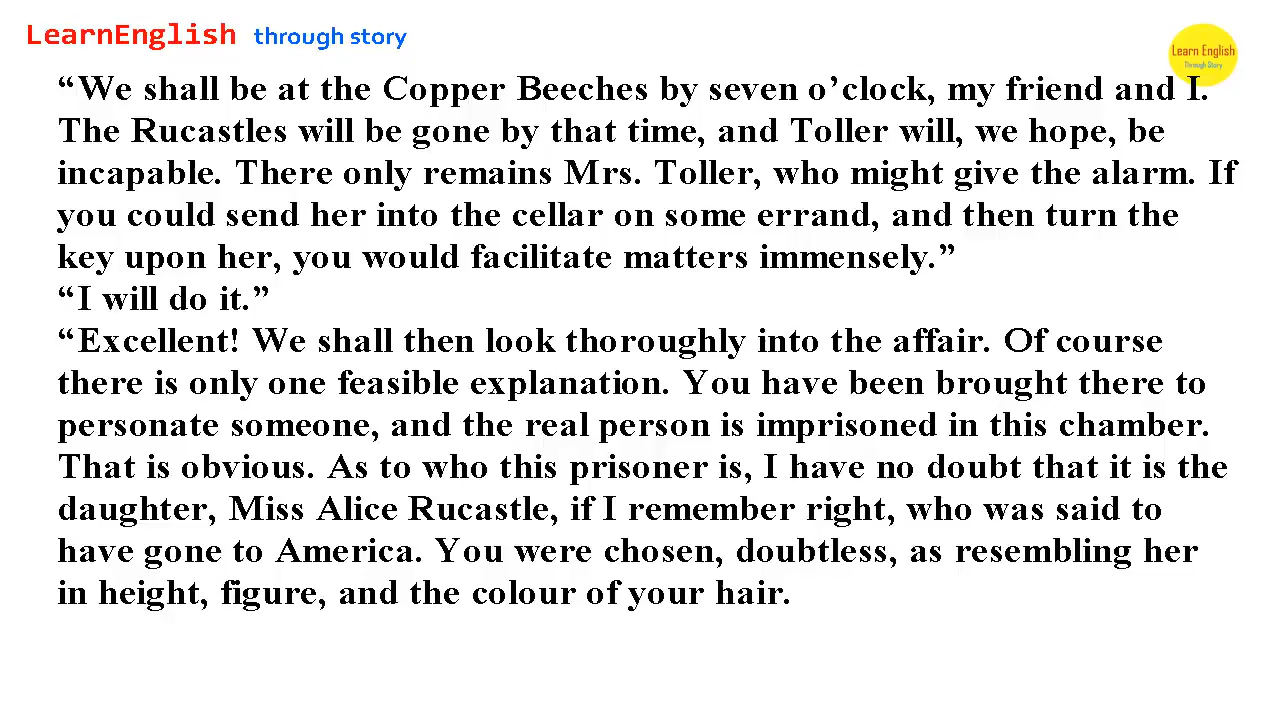 LearnEnglish through story
Learn English
Through Story
“We shall be at the Copper Beeches by seven o’clock, my friend and I.
The Rucastles will be gone by that time, and Toller will, we hope, be
incapable. There only remains Mrs. Toller, who might give the alarm. If
you could send her into the cellar on some errand, and then turn the
key upon her, you would facilitate matters immensely.”
“I will do it.”
“Excellent! We shall then look thoroughly into the affair. Of course
there is only one feasible explanation. You have been brought there to
personate someone, and the real person is imprisoned in this chamber.
That is obvious. As to who this prisoner is, I have no doubt that it is the
daughter, Miss Alice Rucastle, if I remember right, who was said to
have gone to America. You were chosen, doubtless, as resembling her
in height, figure, and the colour of your hair.